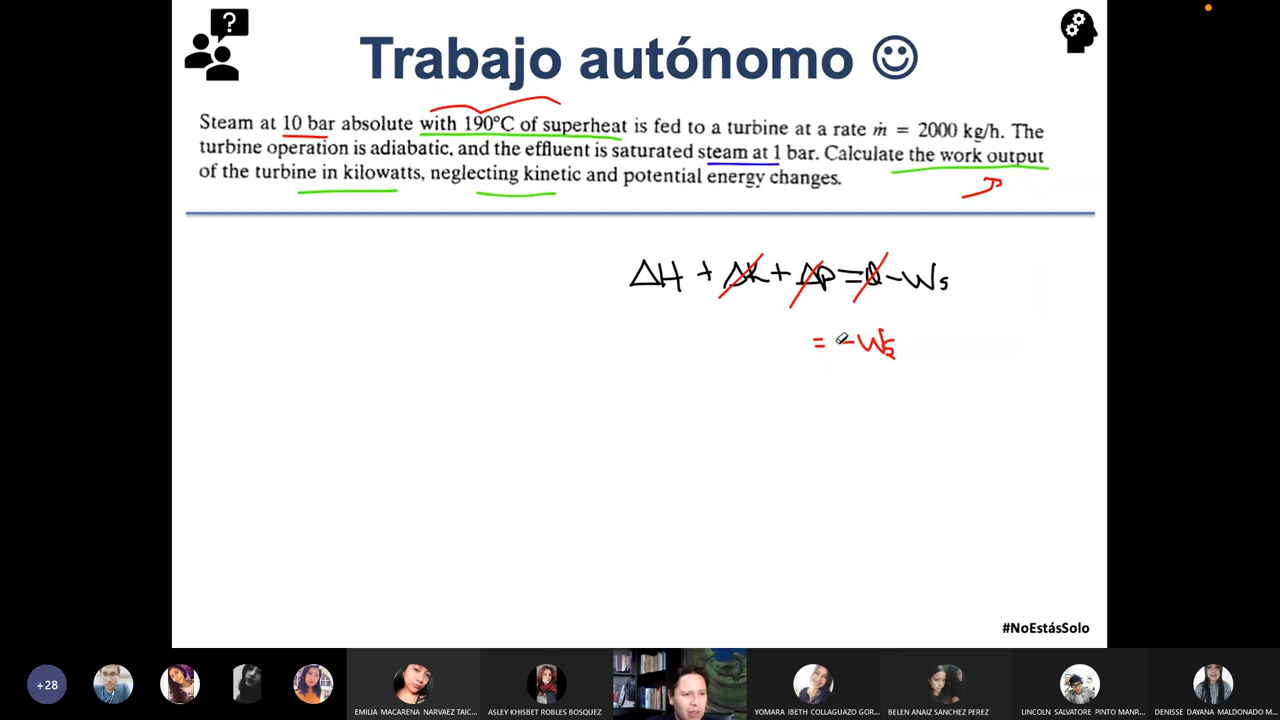 ?
Trabajo autónomo
Steam at 10 bar absolute with 190°C of superheat is fed to a turbine at a rate ṁ = 2000 kg/h. The
turbine operation is adiabatic, and the effluent is saturated steam at 1 bar. Calculate the work output
of the turbine in kilowatts, neglecting kinetic and potential energy changes.
ΔH + Δk + Δp = Q - Ws
= - Ws
#NoEstásSolo
+28
EMILIA MACARENA NARVAEZ TAIC...
ASLEY KHISBET ROBLES BOSQUEZ
YOMARA IBETH COLLAGUAZO GOR...
BELEN ANAIZ SANCHEZ PEREZ
LINCOLN SALVATORE PINTO MANR...
DENISSE DAYANA MALDONADO M...